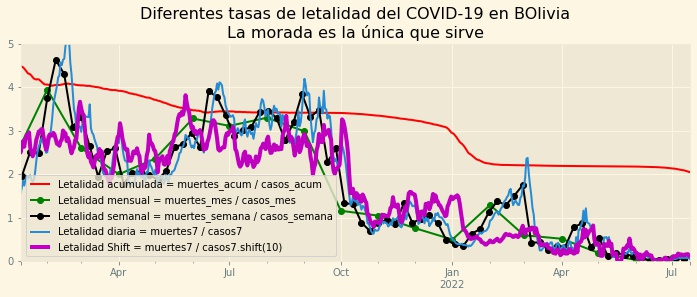 Diferentes tasas de letalidad del COVID-19 en BOlivia
La morada es la única que sirve
5
4
3
2
1
0
Letalidad acumulada = muertes_acum / casos_acum
Letalidad mensual = muertes_mes / casos_mes
Letalidad semanal = muertes_semana / casos_semana
Letalidad diaria = muertes7 / casos7
Letalidad Shift = muertes7 / casos7.shift(10)
Apr Jul Oct Jan Apr Jul
2022